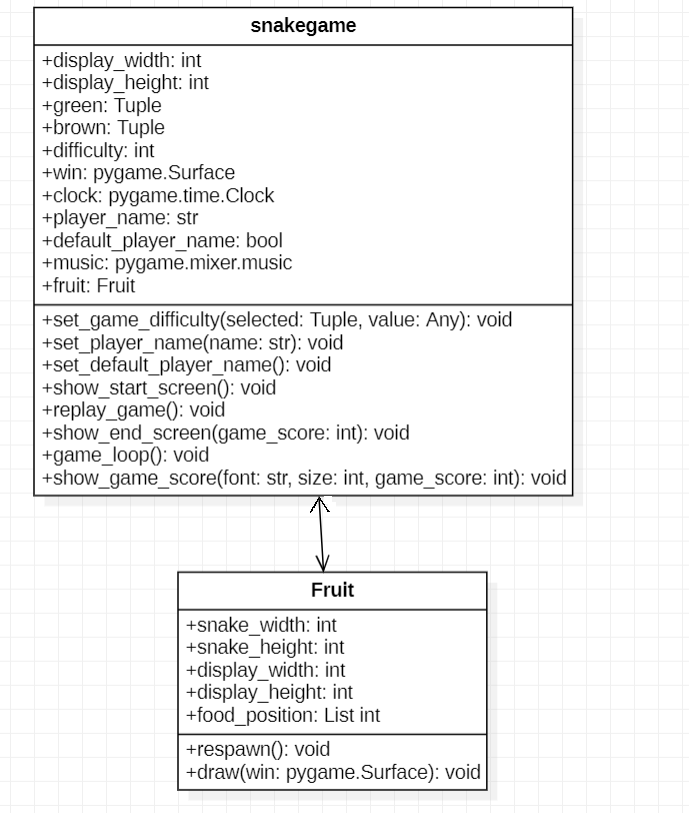 snakegame
+display_width: int
+display_height: int
+green: Tuple
+brown: Tuple
+difficulty: int
+win: pygame.Surface
+clock: pygame.time.Clock
+player_name: str
+default_player_name: bool
+music: pygame.mixer.music
+fruit: Fruit
+set_game_difficulty(selected: Tuple, value: Any): void
+set_player_name(name: str): void
+set_default_player_name(): void
+show_start_screen(): void
+replay_game(): void
+show_end_screen(game_score: int): void
+game_loop(): void
+show_game_score(font: str, size: int, game_score: int): void
Fruit
+snake_width: int
+snake_height: int
+display_width: int
+display_height: int
+food_position: List int
+respawn(): void
+draw(win: pygame.Surface): void